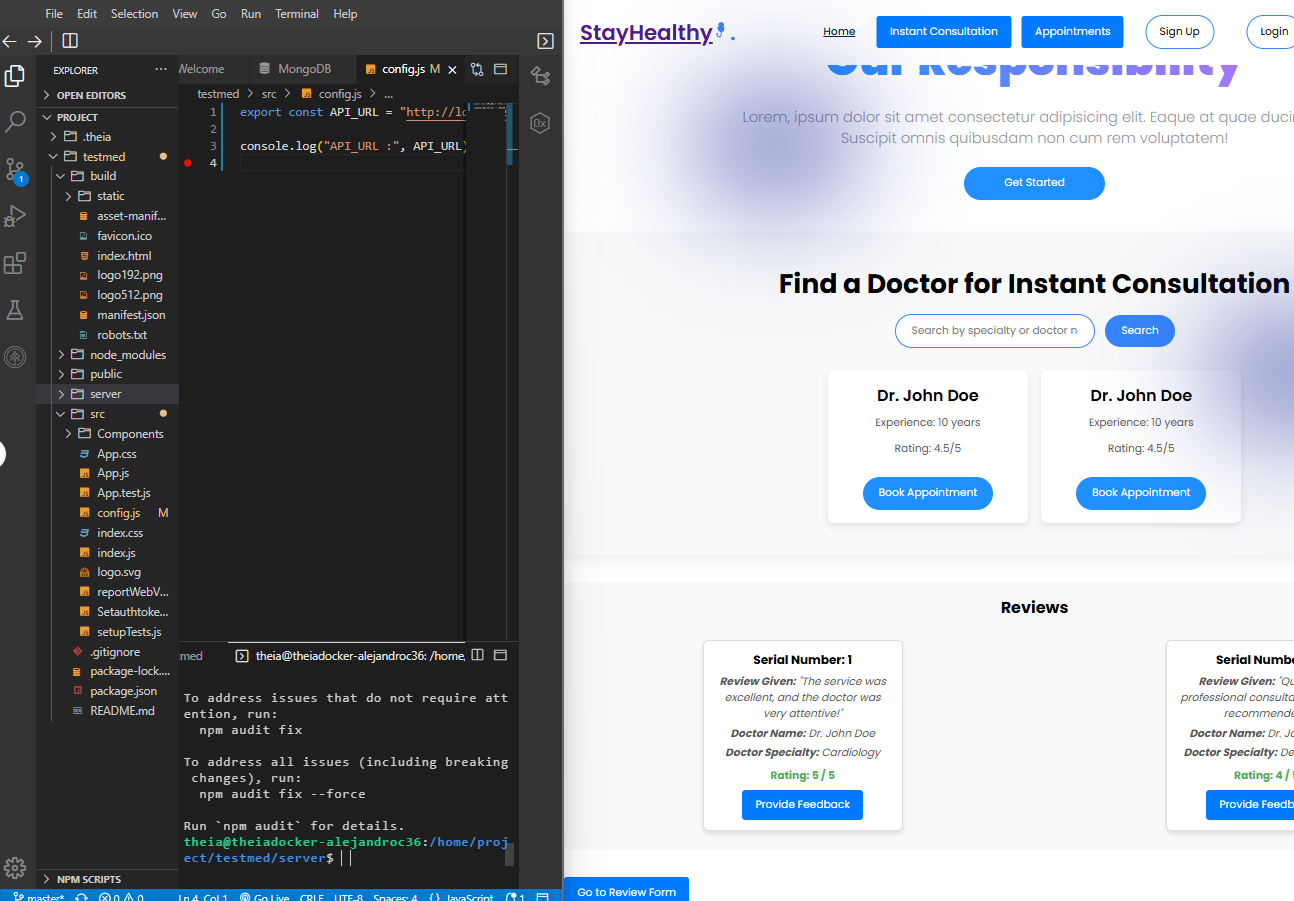 File Edit Selection View Go Run Terminal Help
EXPLORER
OPEN EDITORS
PROJECT
.theia
testmed
build
static
asset-manif...
favicon.ico
index.html
logo192.png
logo512.png
manifest.json
robots.txt
node_modules
public
server
src
Components
App.css
App.js
App.test.js
config.js M
index.css
index.js
logo.svg
reportWebV...
Setauthtoke...
setupTests.js
.gitignore
package-lock....
package.json
README.md
NPM SCRIPTS
Welcome MongoDB config.js M
testmed > src > config.js > ...
1 export const API_URL = "http://lo
2
3 console.log("API_URL :", API_URL)
4
theia@theiadocker-alejandroc36: /home/
To address issues that do not require att
ention, run:
npm audit fix
To address all issues (including breaking
changes), run:
npm audit fix --force
Run `npm audit` for details.
theia@theiadocker-alejandroc36:/home/proj
ect/testmed/server$
master* 0 0 Ln 4, Col 1 Go Live CRLF UTF-8 Spaces: 4 {} JavaScript 1
StayHealthy .
Home Instant Consultation Appointments Sign Up Login
Our Responsibility
Lorem, ipsum dolor sit amet consectetur adipisicing elit. Eaque at quae duci
Suscipit omnis quibusdam non cum rem voluptatem!
Get Started
Find a Doctor for Instant Consultation
Search by specialty or doctor n Search
Dr. John Doe
Experience: 10 years
Rating: 4.5/5
Book Appointment
Dr. John Doe
Experience: 10 years
Rating: 4.5/5
Book Appointment
Reviews
Serial Number: 1
Review Given: "The service was
excellent, and the doctor was
very attentive!"
Doctor Name: Dr. John Doe
Doctor Specialty: Cardiology
Rating: 5 / 5
Provide Feedback
Serial Numbe
Review Given: "Qu
professional consulta
recommende
Doctor Name: Dr. Ja
Doctor Specialty: De
Rating: 4 /
Provide Feedb
Go to Review Form